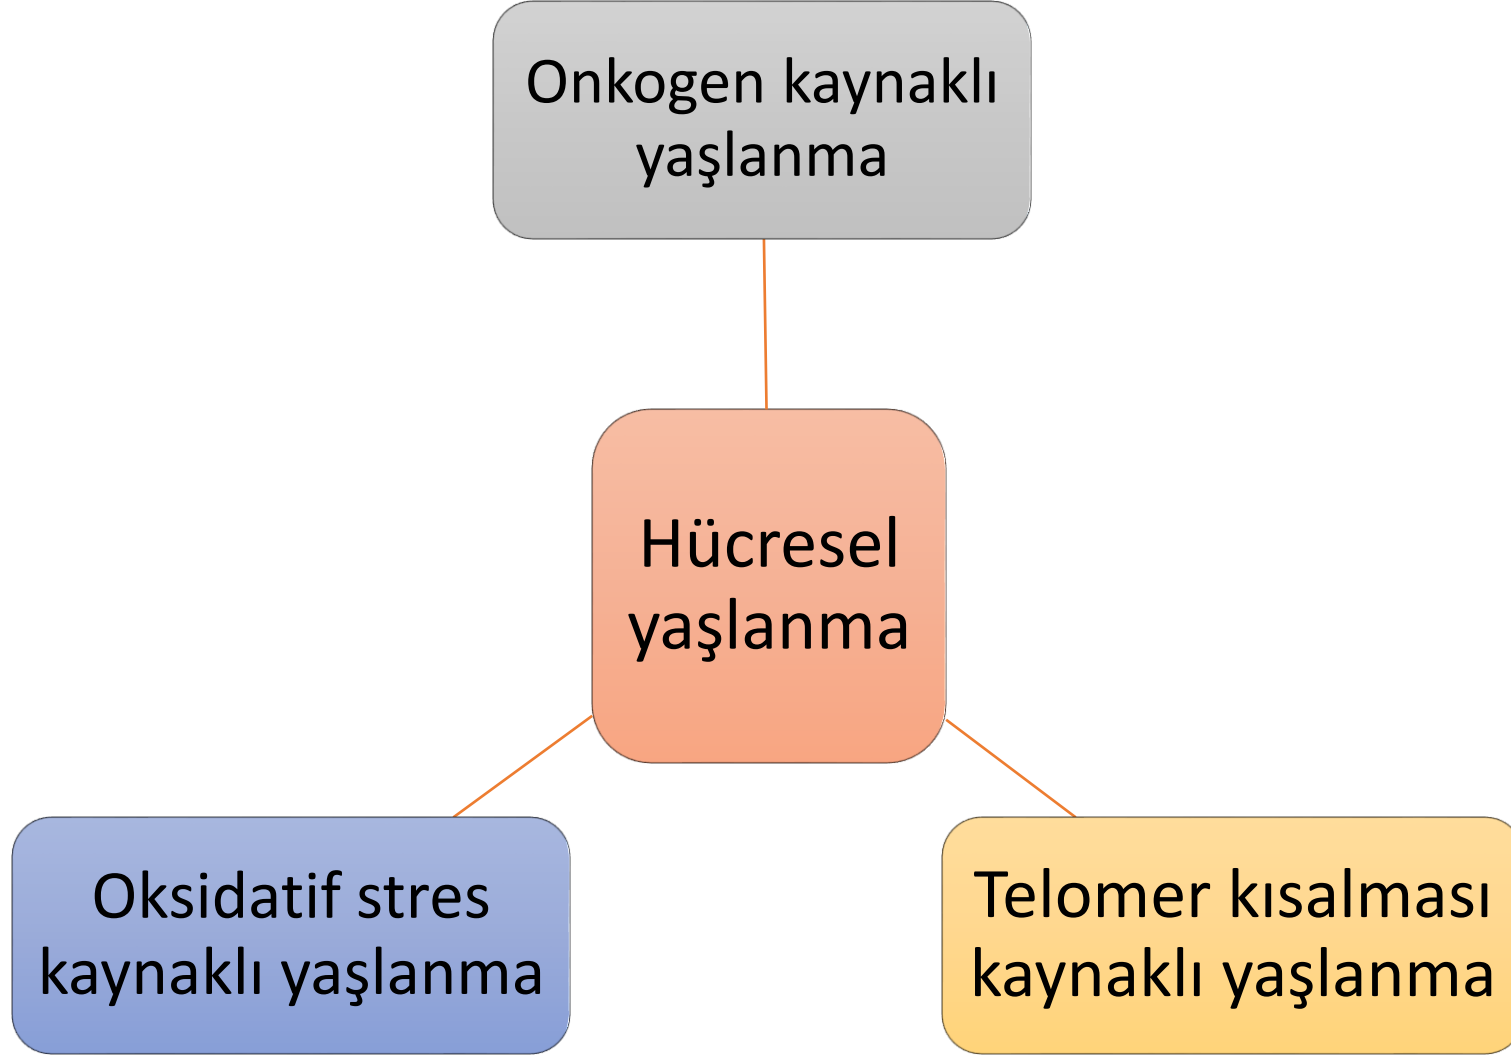 Onkogen kaynaklı
yaşlanma
Hücresel
yaşlanma
Oksidatif stres
kaynaklı yaşlanma
Telomer kısalması
kaynaklı yaşlanma